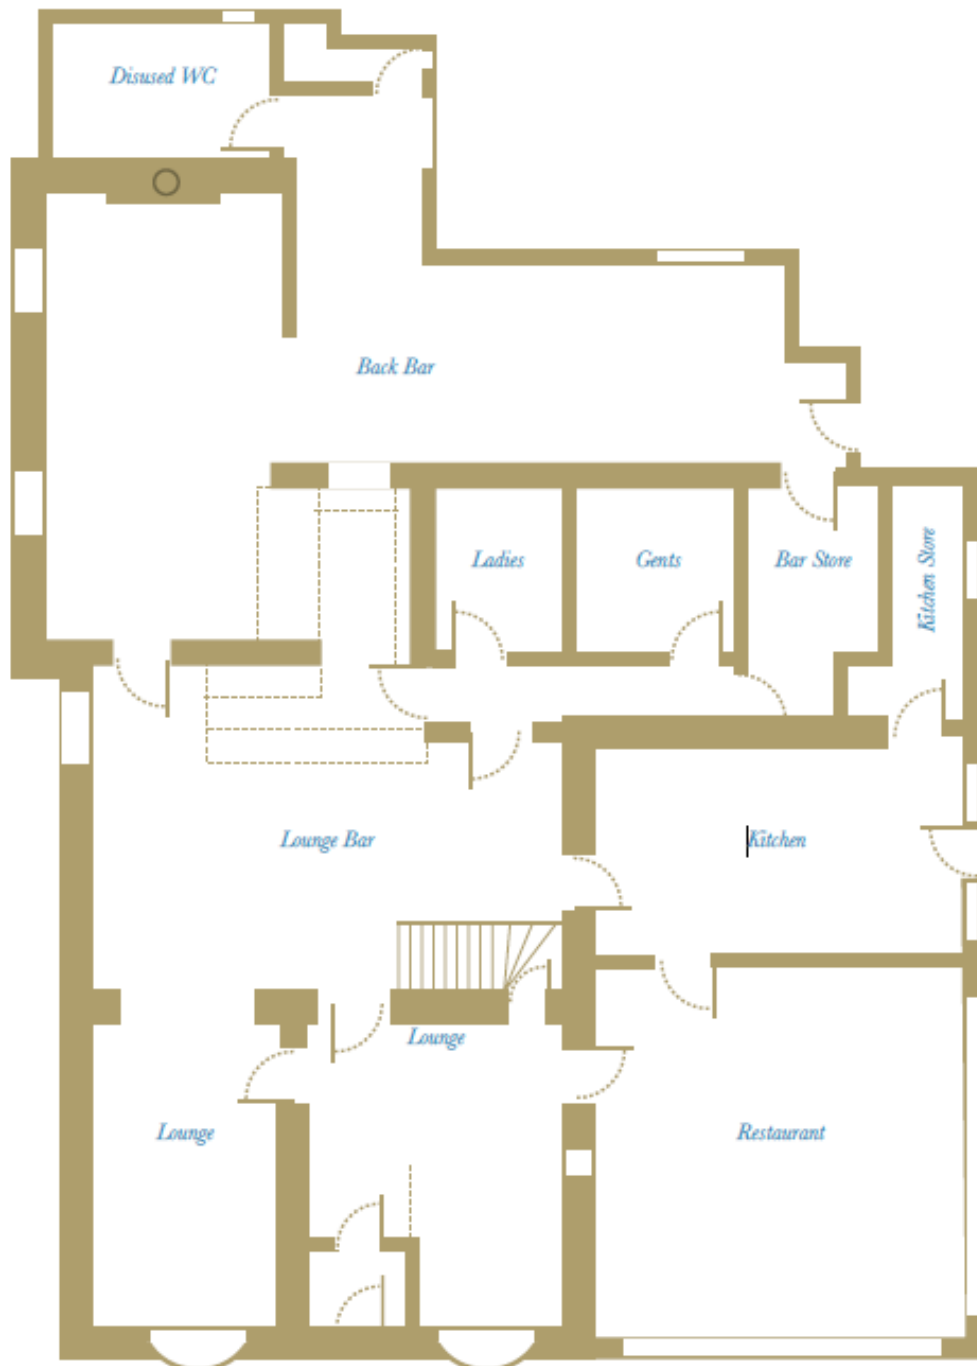 Disused WC
Back Bar
Ladies
Gents
Bar Store
Kitchen Store
Lounge Bar
Kitchen
Lounge
Lounge
Restaurant